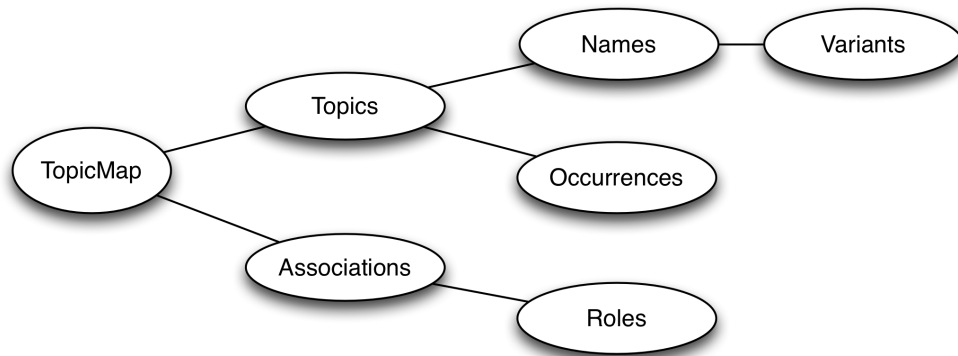 Names
Variants
Topics
TopicMap
Occurrences
Associations
Roles